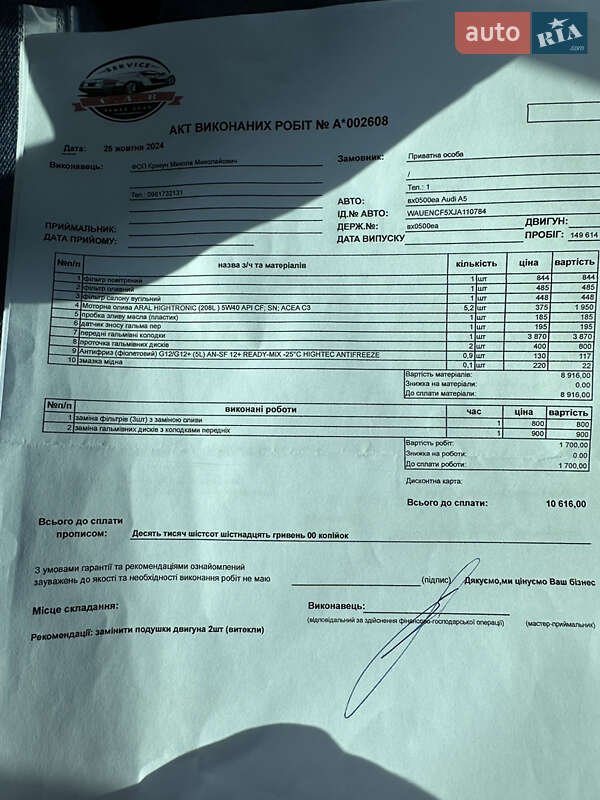 auto RIA .com
SERVICE
CAR
АКТ ВИКОНАНИХ РОБІТ № А*002608
Дата: 25 жовтня 2024
Виконавець: ФОП Микола Миколайович
Тел.: 0961732131
Замовник: Приватна особа
/
Тел.: 1
ПРИЙМАЛЬНИК:
ДАТА ПРИЙОМУ:
АВТО: вх0500еа Audi A5
ІД.№ АВТО: WAUENCF5XJA110784
ДЕРЖ.№: вх0500еа
ДВИГУН:
ДАТА ВИПУСКУ
ПРОБІГ: 149 614
№п/п назва з/ч та матеріалів кількість ціна вартість
1 фільтр повітряний 1 шт 844 844
2 фільтр оливний 1 шт 485 485
3 фільтр салону вугільний 1 шт 448 448
4 Моторна олива ARAL HIGHTRONIC (208L ) 5W40 API CF; SN; ACEA C3 5,2 шт 375 1 950
5 пробка зливу масла (пластик) 1 шт 185 185
6 датчик зносу гальма пер 1 шт 195 195
7 передні гальмівні колодки 1 шт 3 870 3 870
8 проточка гальмівних дисків 2 шт 400 800
9 Антифриз (фіолетовий) G12/G12+ (5L) AN-SF 12+ READY-MIX -25°C HIGHTEC ANTIFREEZE 0,9 шт 130 117
10 змазка мідна 0,1 шт 220 22
Вартість матеріалів: 8 916,00
Знижка на матеріали: 0.00
До сплати матеріали: 8 916,00
№п/п виконані роботи час ціна вартість
1 заміна фільтрів (3шт) з заміною оливи 1 800 800
2 заміна гальмівних дисків з колодками передніх 1 900 900
Вартість робіт: 1 700,00
Знижка на роботи: 0.00
До сплати роботи: 1 700,00
Дисконтна карта:
Всього до сплати: 10 616,00
Всього до сплати
прописом: Десять тисяч шістсот шістнадцять гривень 00 копійок
З умовами гарантії та рекомендаціями ознайомлений
зауважень до якості та необхідності виконання робіт не маю (підпис) Дякуємо,ми цінуємо Ваш бізнес
Місце складання:
Виконавець:
(відповідальний за здійснення фінансово-господарської операції) (мастер-приймальник)
Рекомендації: замінити подушки двигуна 2шт (витекли)